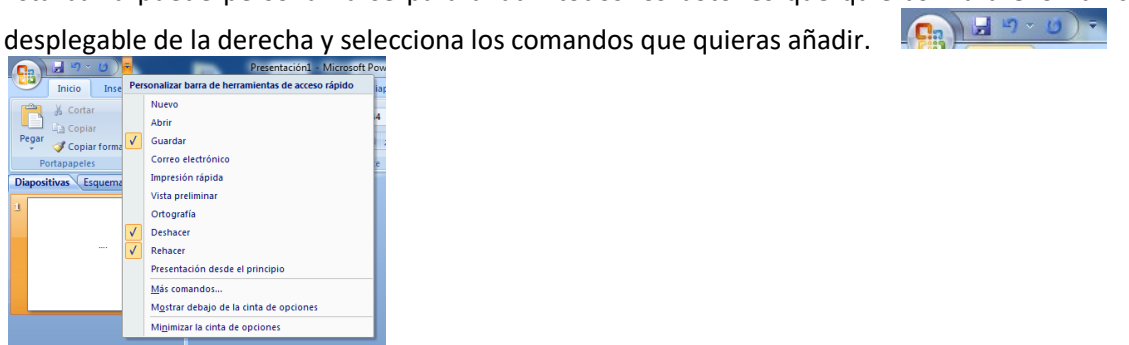 desplegable de la derecha y selecciona los comandos que quieras añadir.
Presentación1 - Microsoft Pow
Inicio Inse
Personalizar barra de herramientas de acceso rápido
Cortar
Copiar
Pegar
Copiar forma
Portapapeles
Diapositivas Esquema
1
Nuevo
Abrir
Guardar
Correo electrónico
Impresión rápida
Vista preliminar
Ortografía
Deshacer
Rehacer
Presentación desde el principio
Más comandos...
Mostrar debajo de la cinta de opciones
Minimizar la cinta de opciones